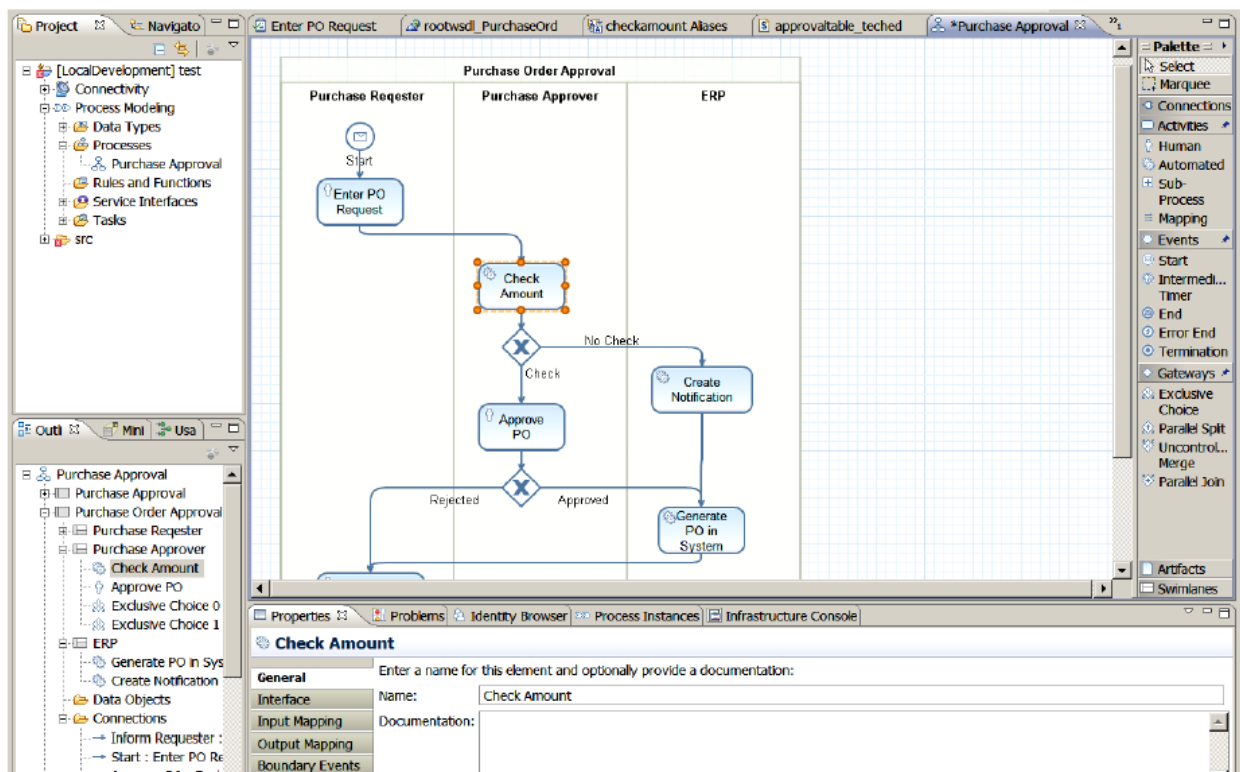 Project
Navigato
[LocalDevelopment] test
Connectivity
Process Modeling
Data Types
Processes
Purchase Approval
Rules and Functions
Service Interfaces
Tasks
src
Outli
Mini
Usa
Purchase Approval
Purchase Approval
Purchase Order Approval
Purchase Reqester
Purchase Approver
Check Amount
Approve PO
Exclusive Choice 0
Exclusive Choice 1
ERP
Generate PO in Sys
Create Notification
Data Objects
Connections
Inform Requester :
Start : Enter PO Re
Enter PO Request
rootwsdl_PurchaseOrd
checkamount Aliases
approvaltable_teched
*Purchase Approval
»1
Purchase Order Approval
Purchase Reqester
Purchase Approver
ERP
Start
Enter PO
Request
Check
Amount
No Check
Check
Create
Notification
Approve
PO
Rejected
Approved
Generate
PO in
System
Palette
Select
Marquee
Connections
Activities
Human
Automated
Sub-
Process
Mapping
Events
Start
Intermedi...
Timer
End
Error End
Termination
Gateways
Exclusive
Choice
Parallel Split
Uncontrol...
Merge
Parallel Join
Artifacts
Swimlanes
Properties
Problems
Identity Browser
Process Instances
Infrastructure Console
Check Amount
General
Interface
Input Mapping
Output Mapping
Boundary Events
Enter a name for this element and optionally provide a documentation:
Name:
Check Amount
Documentation: